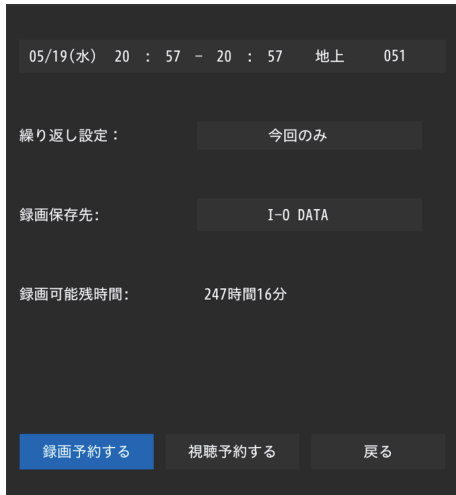 05/19(水) 20 : 57 - 20 : 57 地上 051
繰り返し設定： 今回のみ
録画保存先: I-O DATA
録画可能残時間: 247時間16分
録画予約する 視聴予約する 戻る